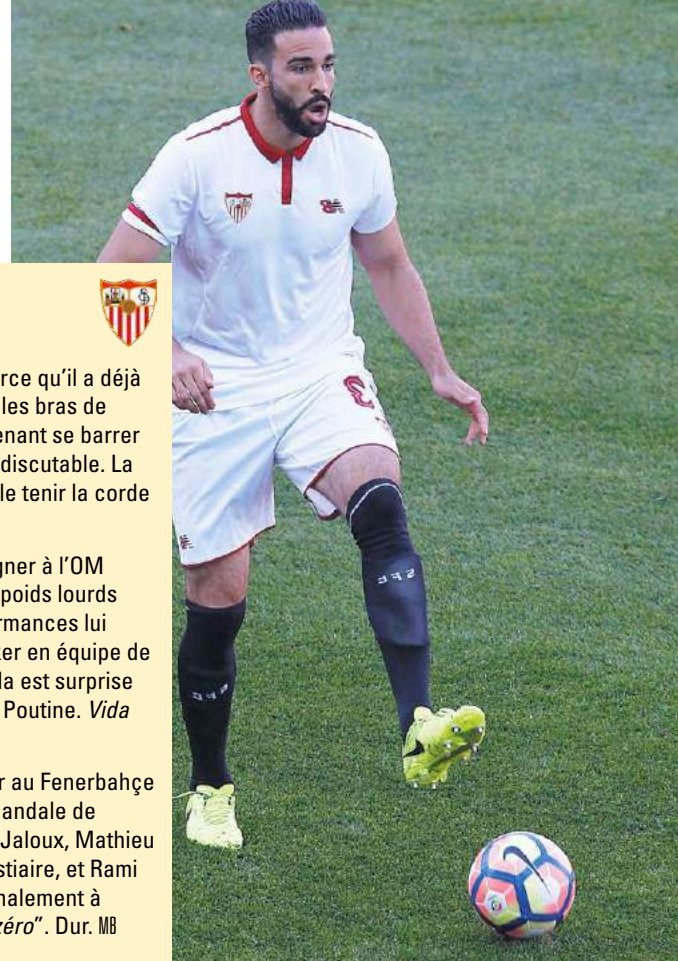 rce qu'il a déjà
les bras de
enant se barrer
discutable. La
le tenir la corde
gner à l'OM
poids lourds
rmances lui
ker en équipe de
la est surprise
Poutine. Vida
r au Fenerbahçe
andale de
Jaloux, Mathieu
stiaire, et Rami
nalement à
zéro". Dur. MB